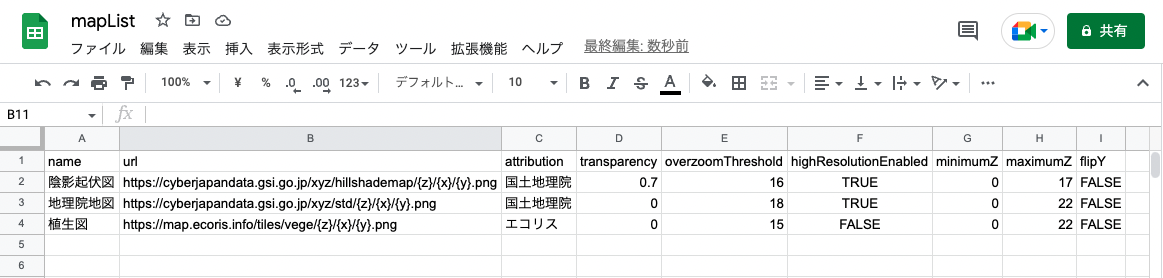 mapList
ファイル 編集 表示 挿入 表示形式 データ ツール 拡張機能 ヘルプ 最終編集: 数秒前
共有
100% ¥ % .0 .00 123 デフォルト... 10 B I S A
B11 fx
A B C D E F G H I
1 name url attribution transparency overzoomThreshold highResolutionEnabled minimumZ maximumZ flipY
2 陰影起伏図 https://cyberjapandata.gsi.go.jp/xyz/hillshademap/{z}/{x}/{y}.png 国土地理院 0.7 16 TRUE 0 17 FALSE
3 地理院地図 https://cyberjapandata.gsi.go.jp/xyz/std/{z}/{x}/{y}.png 国土地理院 0 18 TRUE 0 22 FALSE
4 植生図 https://map.ecoris.info/tiles/vege/{z}/{x}/{y}.png エコリス 0 15 FALSE 0 22 FALSE
5
6